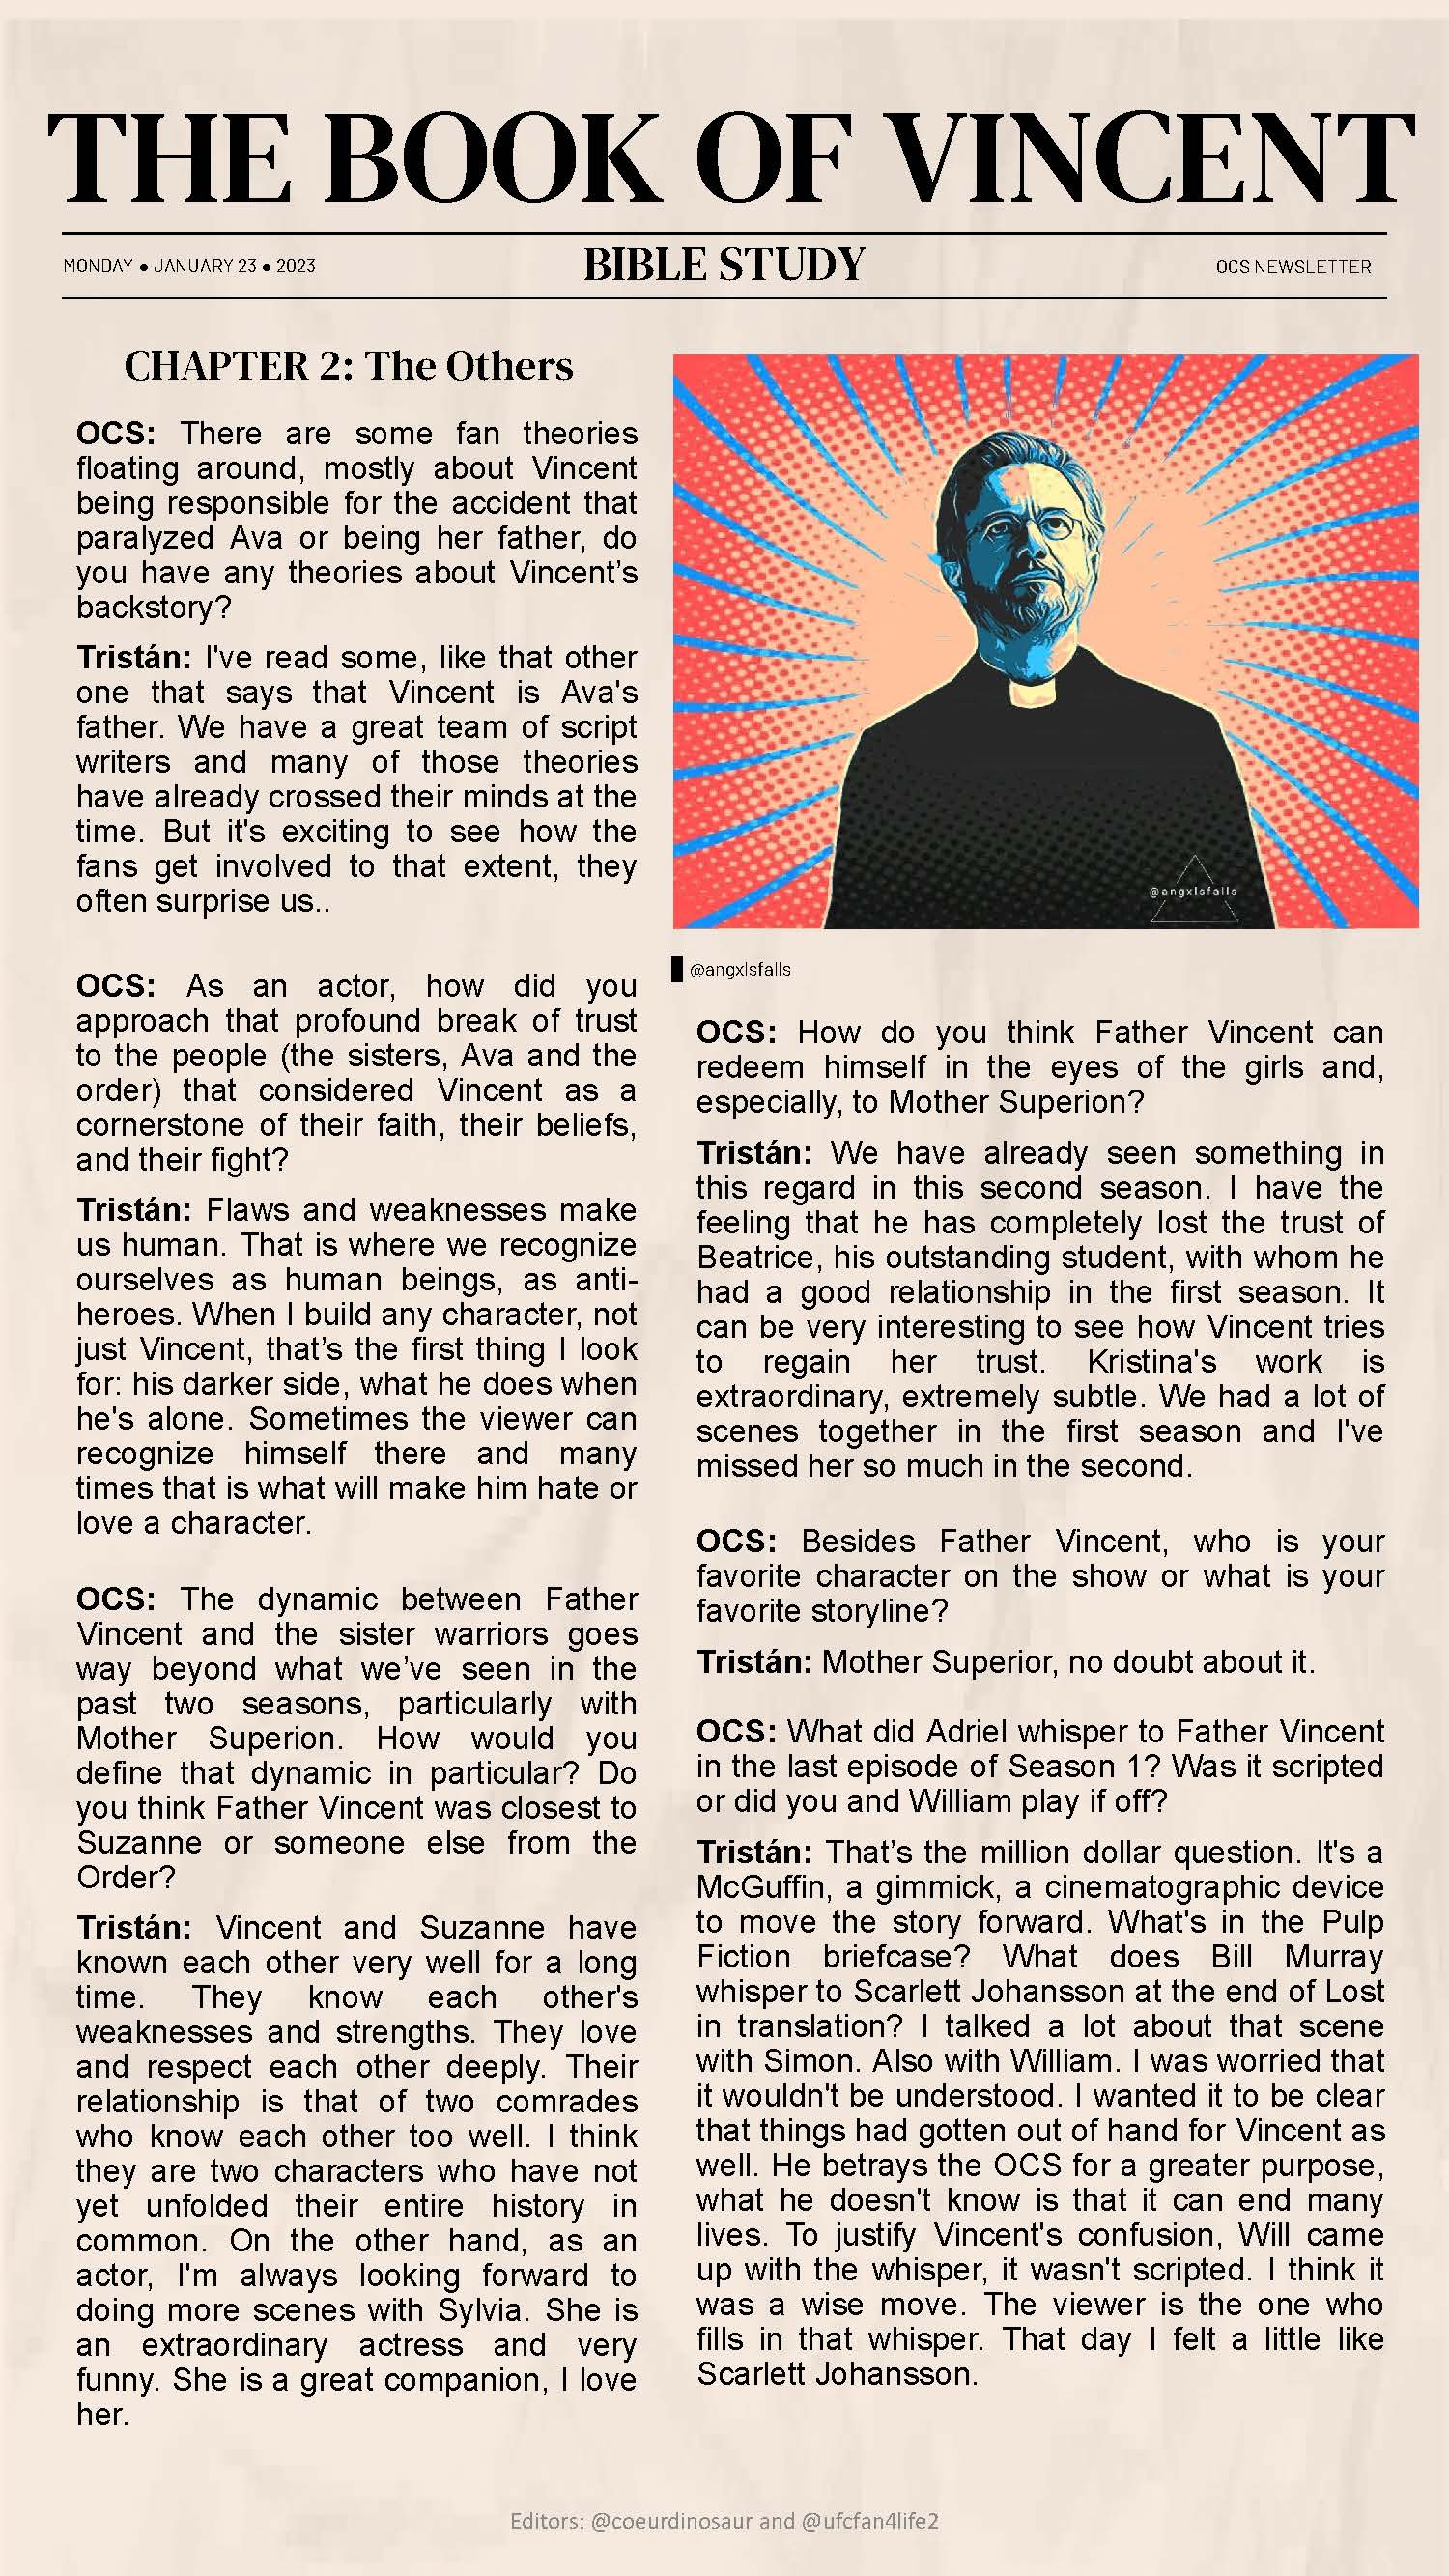 THE BOOK OF VINCENT
MONDAY ● JANUARY 23 ● 2023
BIBLE STUDY
OCS NEWSLETTER
CHAPTER 2: The Others
OCS: There are some fan theories
floating around, mostly about Vincent
being responsible for the accident that
paralyzed Ava or being her father, do
you have any theories about Vincent’s
backstory?
Tristán: I've read some, like that other
one that says that Vincent is Ava's
father. We have a great team of script
writers and many of those theories
have already crossed their minds at the
time. But it's exciting to see how the
fans get involved to that extent, they
often surprise us..
OCS: As an actor, how did you
approach that profound break of trust
to the people (the sisters, Ava and the
order) that considered Vincent as a
cornerstone of their faith, their beliefs,
and their fight?
Tristán: Flaws and weaknesses make
us human. That is where we recognize
ourselves as human beings, as anti-
heroes. When I build any character, not
just Vincent, that’s the first thing I look
for: his darker side, what he does when
he's alone. Sometimes the viewer can
recognize himself there and many
times that is what will make him hate or
love a character.
OCS: The dynamic between Father
Vincent and the sister warriors goes
way beyond what we’ve seen in the
past two seasons, particularly with
Mother Superion. How would you
define that dynamic in particular? Do
you think Father Vincent was closest to
Suzanne or someone else from the
Order?
Tristán: Vincent and Suzanne have
known each other very well for a long
time. They know each other's
weaknesses and strengths. They love
and respect each other deeply. Their
relationship is that of two comrades
who know each other too well. I think
they are two characters who have not
yet unfolded their entire history in
common. On the other hand, as an
actor, I'm always looking forward to
doing more scenes with Sylvia. She is
an extraordinary actress and very
funny. She is a great companion, I love
her.
@angxlsfalls
@angxlsfalls
OCS: How do you think Father Vincent can
redeem himself in the eyes of the girls and,
especially, to Mother Superion?
Tristán: We have already seen something in
this regard in this second season. I have the
feeling that he has completely lost the trust of
Beatrice, his outstanding student, with whom he
had a good relationship in the first season. It
can be very interesting to see how Vincent tries
to regain her trust. Kristina's work is
extraordinary, extremely subtle. We had a lot of
scenes together in the first season and I've
missed her so much in the second.
OCS: Besides Father Vincent, who is your
favorite character on the show or what is your
favorite storyline?
Tristán: Mother Superior, no doubt about it.
OCS: What did Adriel whisper to Father Vincent
in the last episode of Season 1? Was it scripted
or did you and William play if off?
Tristán: That’s the million dollar question. It's a
McGuffin, a gimmick, a cinematographic device
to move the story forward. What's in the Pulp
Fiction briefcase? What does Bill Murray
whisper to Scarlett Johansson at the end of Lost
in translation? I talked a lot about that scene
with Simon. Also with William. I was worried that
it wouldn't be understood. I wanted it to be clear
that things had gotten out of hand for Vincent as
well. He betrays the OCS for a greater purpose,
what he doesn't know is that it can end many
lives. To justify Vincent's confusion, Will came
up with the whisper, it wasn't scripted. I think it
was a wise move. The viewer is the one who
fills in that whisper. That day I felt a little like
Scarlett Johansson.
Editors: @coeurdinosaur and @ufcfan4life2